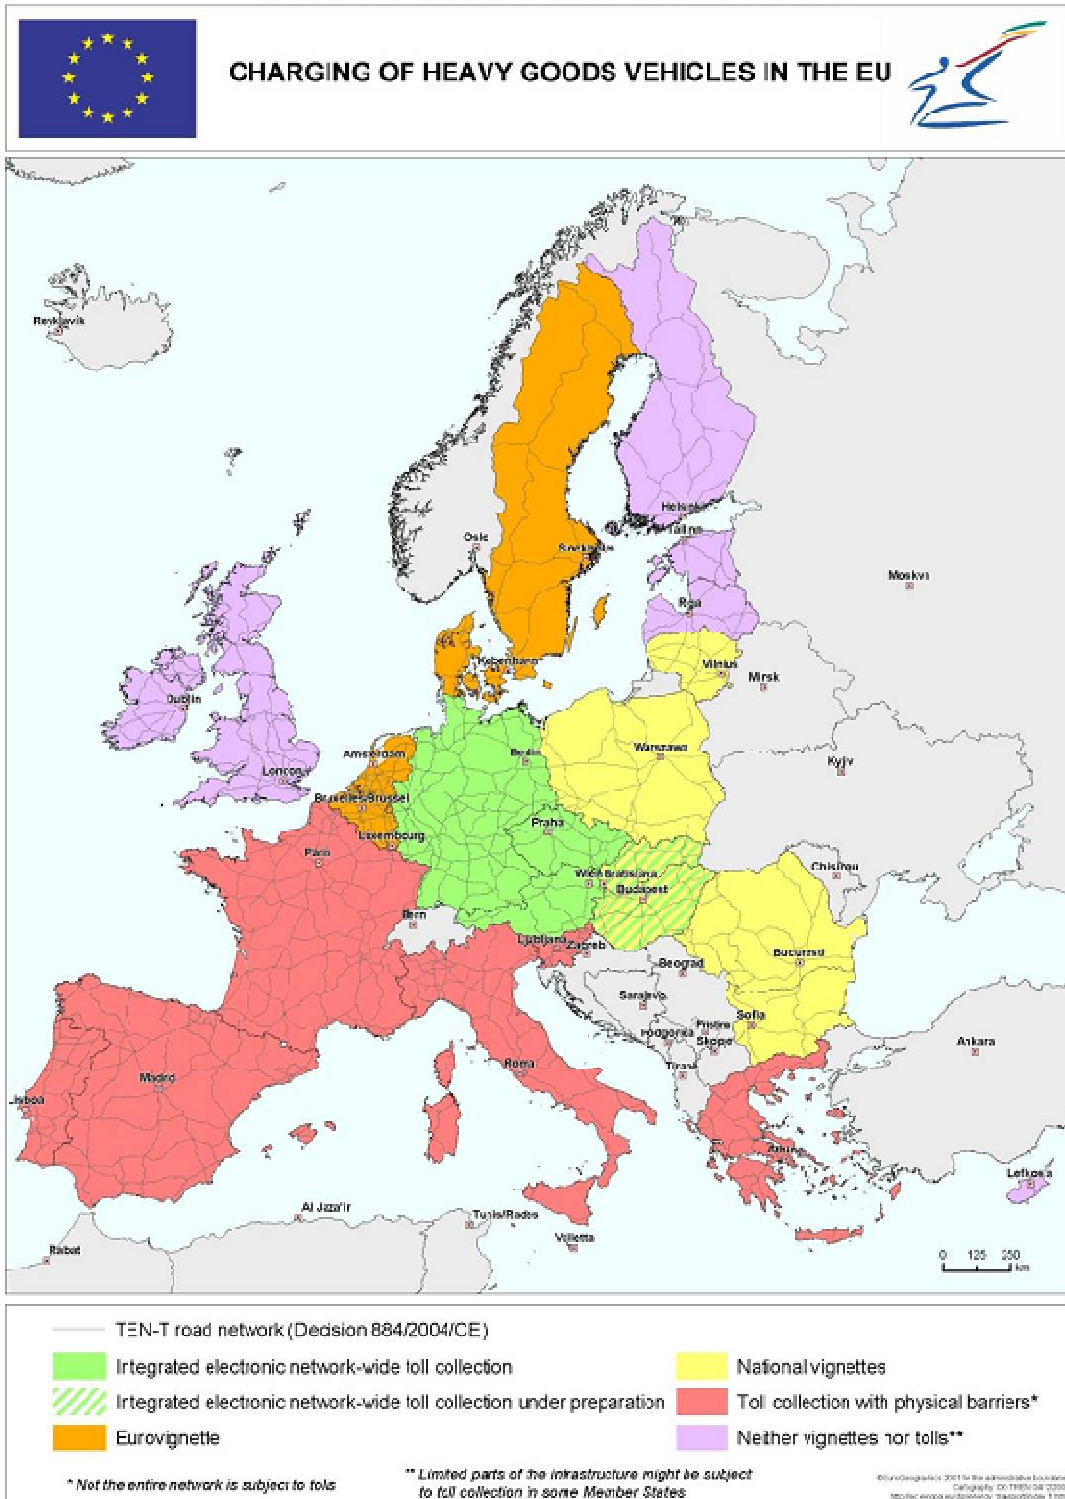 CHARGING OF HEAVY GOODS VEHICLES IN THE EU
Reykjavik
Oslo
Helsinki
Tallinn
Stockholm
Moskva
Riga
Vilnius
Minsk
København
Dublin
London
Amsterdam
Berlin
Warszawa
Kyiv
Bruxelles/Brussel
Luxembourg
Praha
Paris
Wien
Bratislava
Budapest
Chisinau
Bern
Ljubljana
Zagreb
Beograd
Bucuresti
Sarajevo
Sofia
Pristina
Podgorica
Skopje
Tirana
Ankara
Roma
Madrid
Lisboa
Lefkosia
Al Jaza'ir
Tunis/Rades
Valletta
Rabat
0 125 250
km
TEN-T road network (Decision 884/2004/CE)
Integrated electronic network-wide toll collection
Integrated electronic network-wide toll collection under preparation
Eurovignette
National vignettes
Toll collection with physical barriers*
Neither vignettes nor tolls**
* Not the entire network is subject to tolls
** Limited parts of the infrastructure might be subject
to toll collection in some Member States